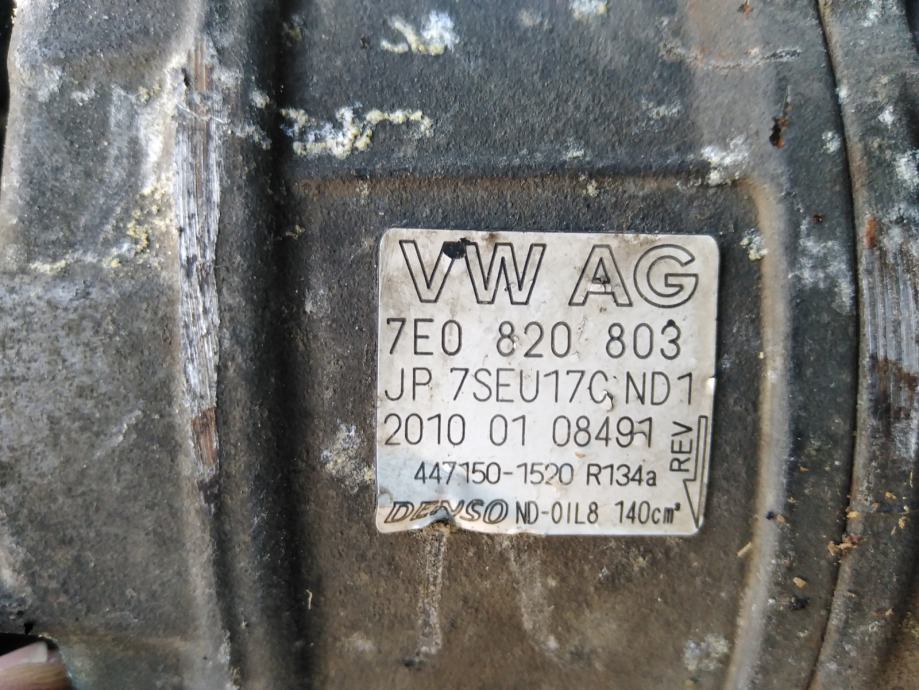 VW AG
7E0 820 803
JP 7SEU17C ND1
2010 01 08491
REV
447150-1520 R134a
DENSO ND-OIL8 140cm³